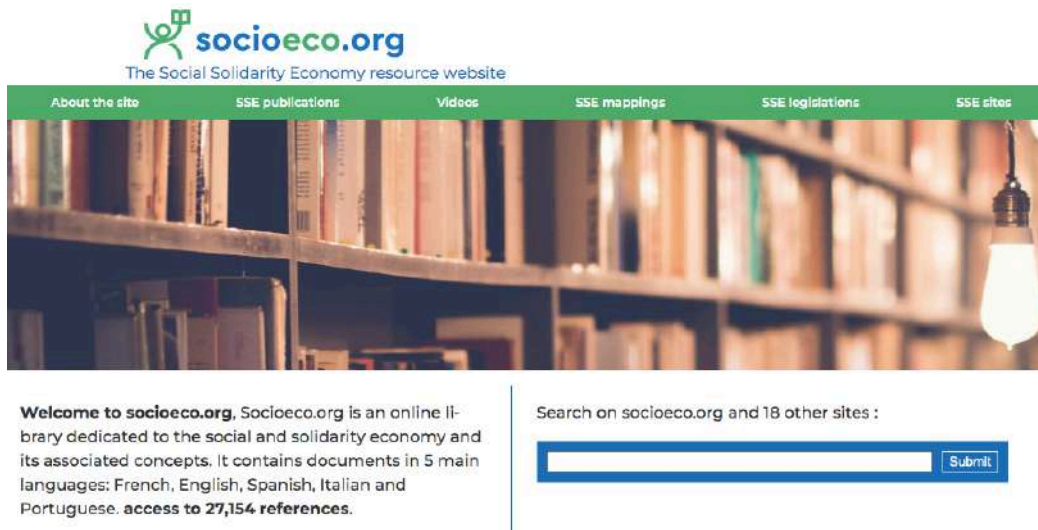 socioeco.org
The Social Solidarity Economy resource website
About the site SSE publications Videos SSE mappings SSE legislations SSE sites
Welcome to socioeco.org, Socioeco.org is an online li-
brary dedicated to the social and solidarity economy and
its associated concepts. It contains documents in 5 main
languages: French, English, Spanish, Italian and
Portuguese. access to 27,154 references.
Search on socioeco.org and 18 other sites :
Submit